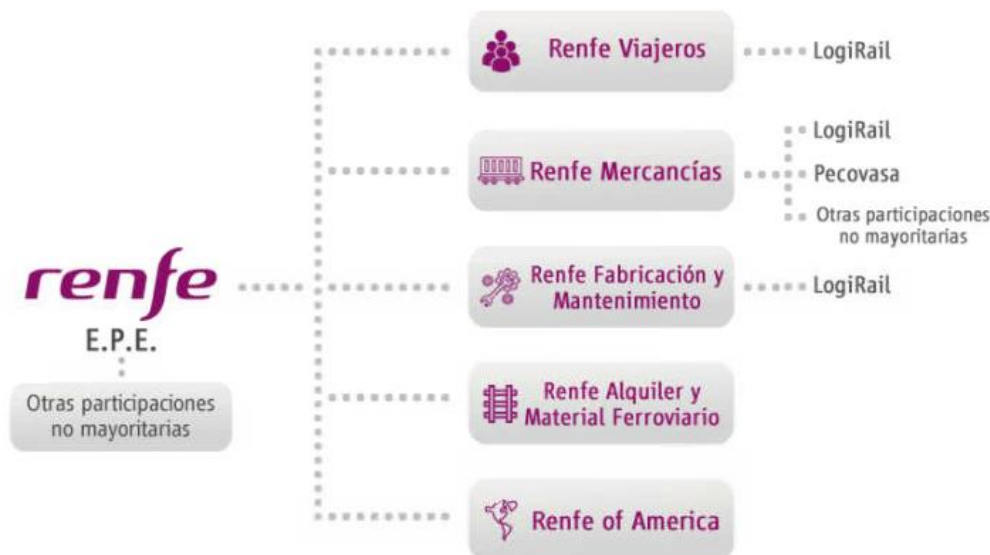 renfe
E.P.E.
Otras participaciones
no mayoritarias
Renfe Viajeros
LogiRail
Renfe Mercancías
LogiRail
Pecovasa
Otras participaciones
no mayoritarias
Renfe Fabricación y
Mantenimiento
LogiRail
Renfe Alquiler y
Material Ferroviario
Renfe of America